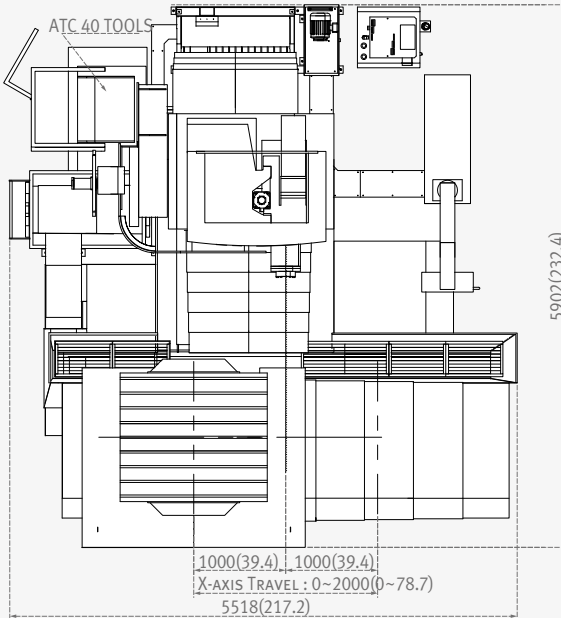 ATC 40 TOOLS
5902(232.4)
1000(39.4) 1000(39.4)
X-AXIS TRAVEL : 0~2000(0~78.7)
5518(217.2)